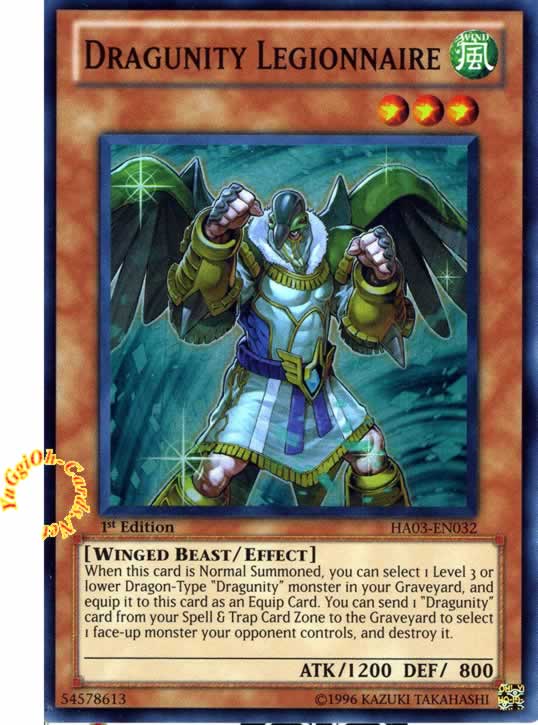 DRAGUNITY LEGIONNAIRE
WIND
風
YuGgiOh-Cards.Net
1st Edition
HA03-EN032
[WINGED BEAST/EFFECT]
When this card is Normal Summoned, you can select 1 Level 3 or
lower Dragon-Type "Dragunity" monster in your Graveyard, and
equip it to this card as an Equip Card. You can send 1 "Dragunity"
card from your Spell & Trap Card Zone to the Graveyard to select
1 face-up monster your opponent controls, and destroy it.
ATK/1200 DEF/ 800
54578613
©1996 KAZUKI TAKAHASHI